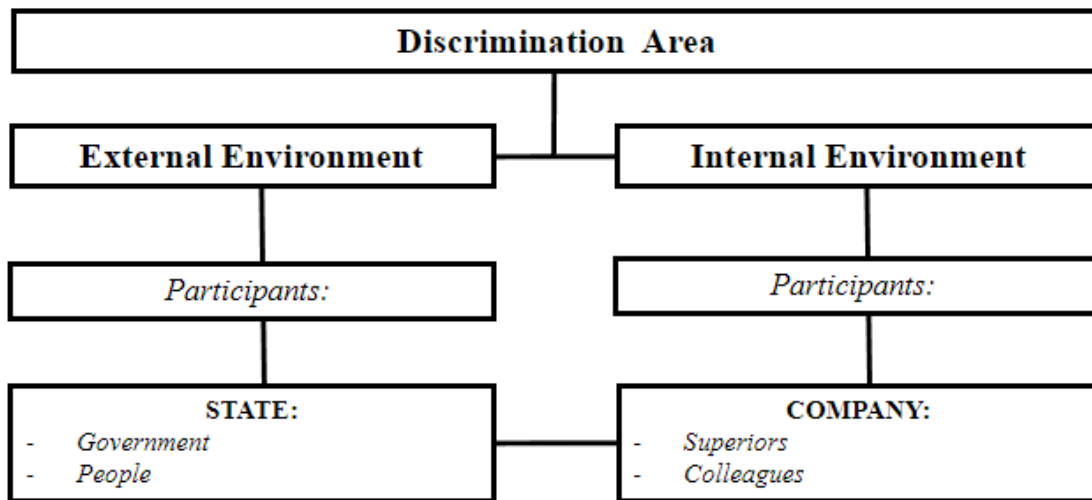 Discrimination Area
External Environment
Internal Environment
Participants:
Participants:
STATE:
- Government
- People
COMPANY:
- Superiors
- Colleagues